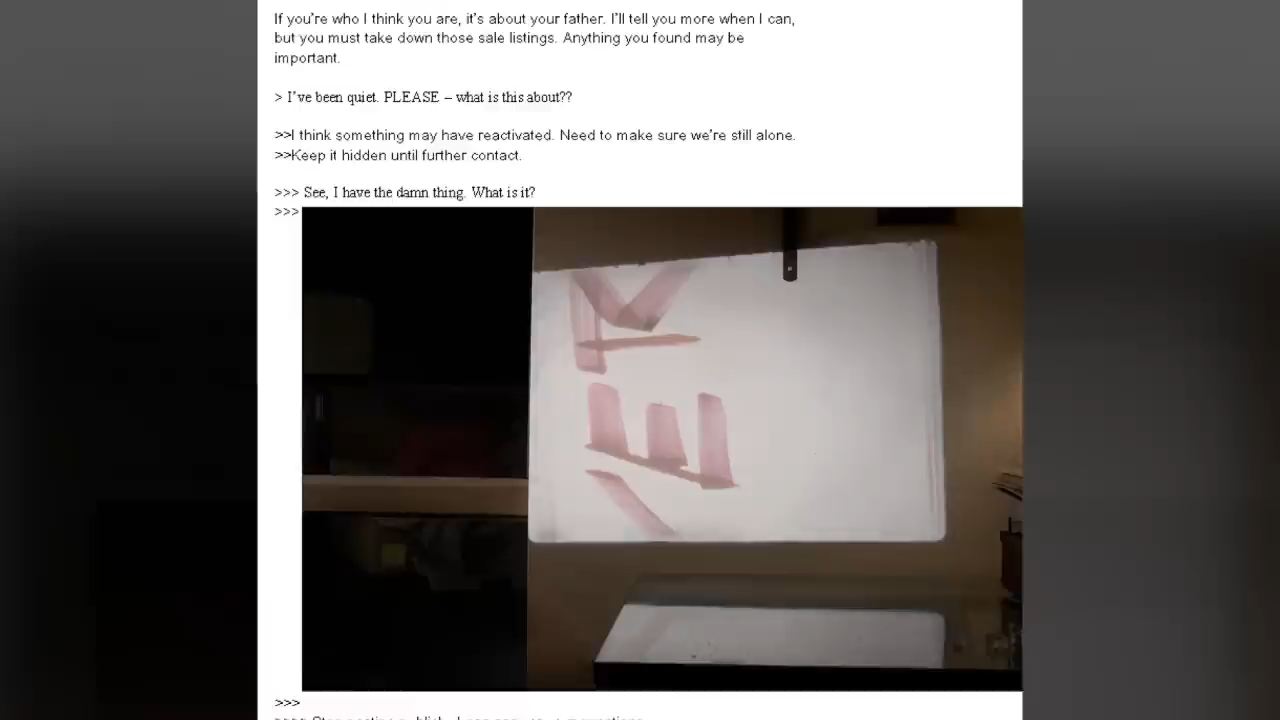 If you're who I think you are, it's about your father. I'll tell you more when I can,
but you must take down those sale listings. Anything you found may be
important.
> I've been quiet. PLEASE – what is this about??
>>I think something may have reactivated. Need to make sure we're still alone.
>>Keep it hidden until further contact.
>>> See, I have the damn thing. What is it?
>>>
>>>